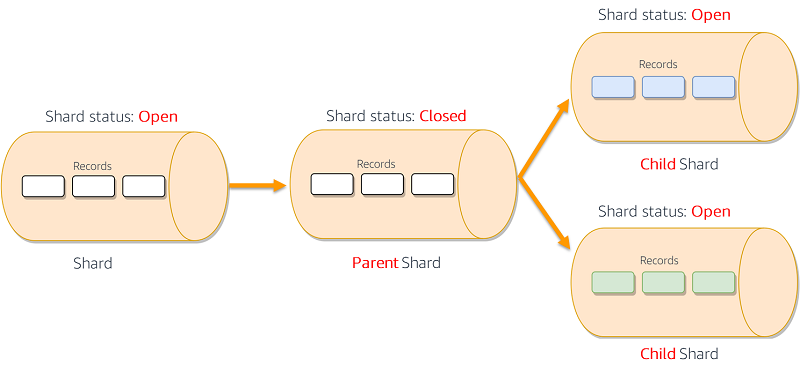 Shard status: Open
Records
Shard
Shard status: Closed
Records
Parent Shard
Shard status: Open
Records
Child Shard
Shard status: Open
Records
Child Shard